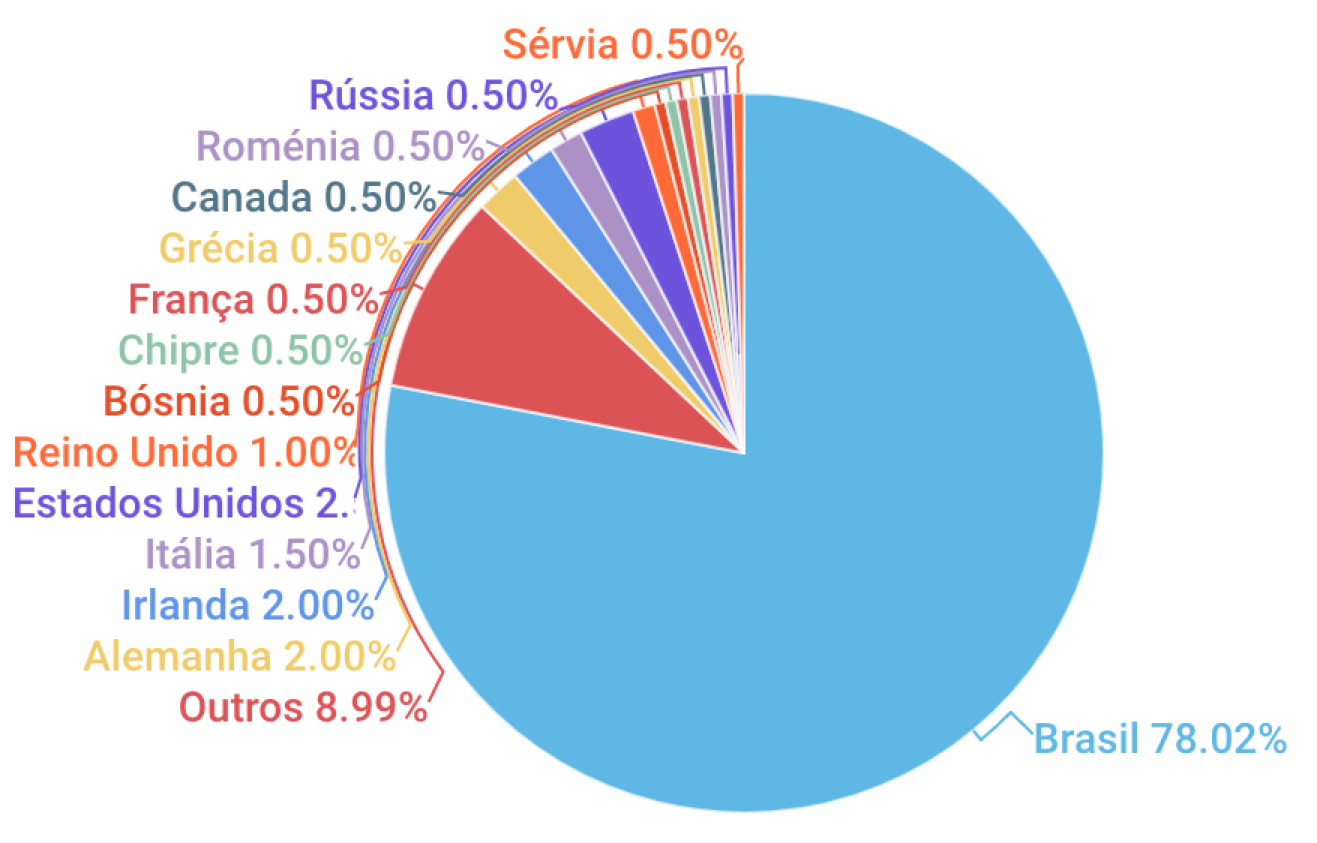 Sérvia 0.50%
Rússia 0.50%
Roménia 0.50%
Canada 0.50%
Grécia 0.50%
França 0.50%
Chipre 0.50%
Bósnia 0.50%
Reino Unido 1.00%
Estados Unidos 2.
Itália 1.50%
Irlanda 2.00%
Alemanha 2.00%
Outros 8.99%
Brasil 78.02%